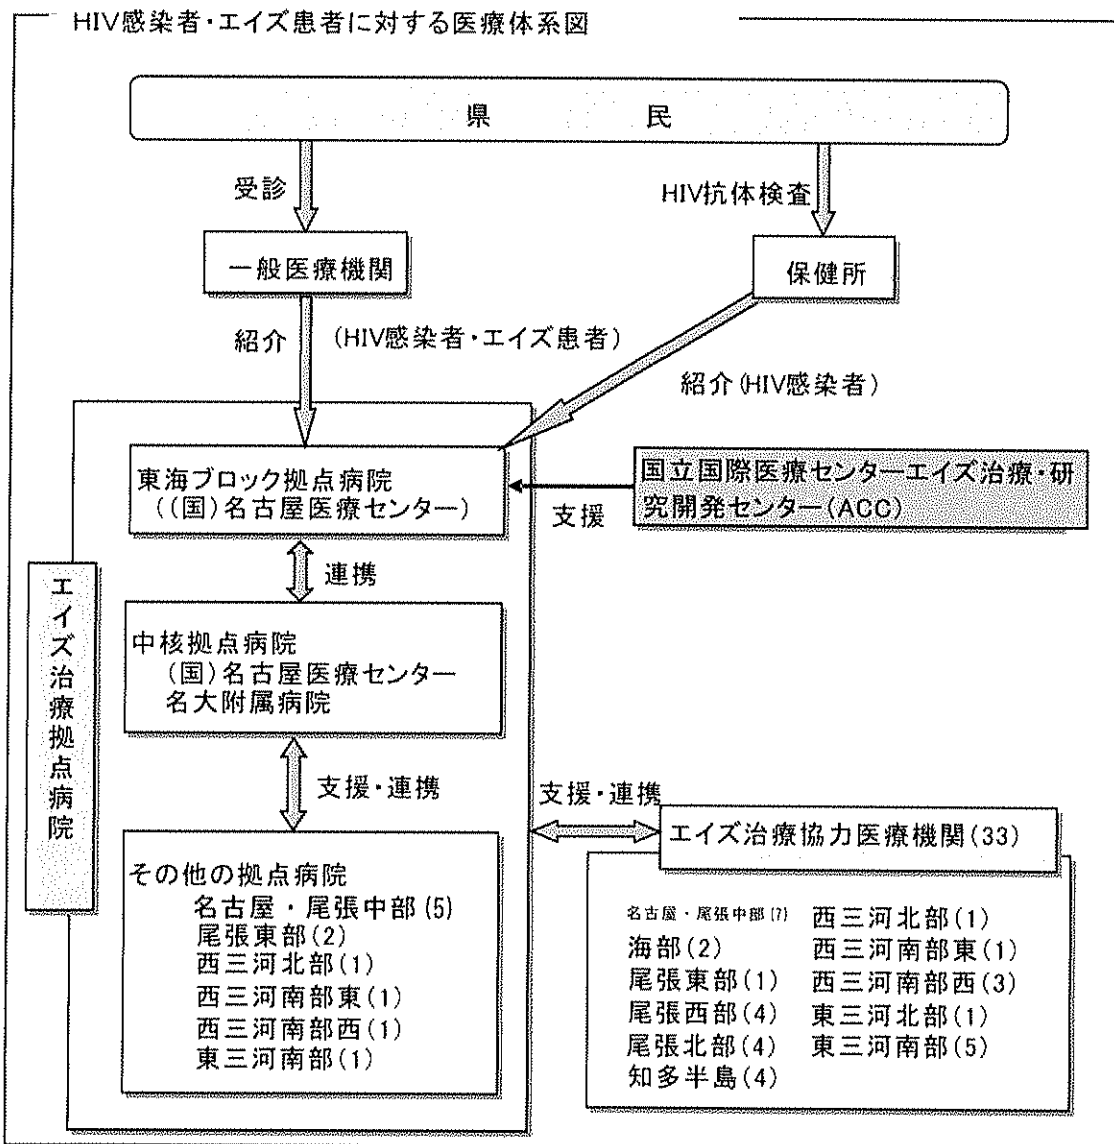 HIV感染者・エイズ患者に対する医療体系図
県 民
受診
HIV抗体検査
一般医療機関
保健所
紹介
(HIV感染者・エイズ患者)
紹介(HIV感染者)
東海ブロック拠点病院
((国)名古屋医療センター)
国立国際医療センターエイズ治療・研
究開発センター(ACC)
支援
連携
エイズ治療拠点病院
中核拠点病院
(国)名古屋医療センター
名大附属病院
支援・連携
支援・連携
エイズ治療協力医療機関(33)
その他の拠点病院
名古屋・尾張中部(5)
尾張東部(2)
西三河北部(1)
西三河南部東(1)
西三河南部西(1)
東三河南部(1)
名古屋・尾張中部(7)
海部(2)
尾張東部(1)
尾張西部(4)
尾張北部(4)
知多半島(4)
西三河北部(1)
西三河南部東(1)
西三河南部西(3)
東三河北部(1)
東三河南部(5)